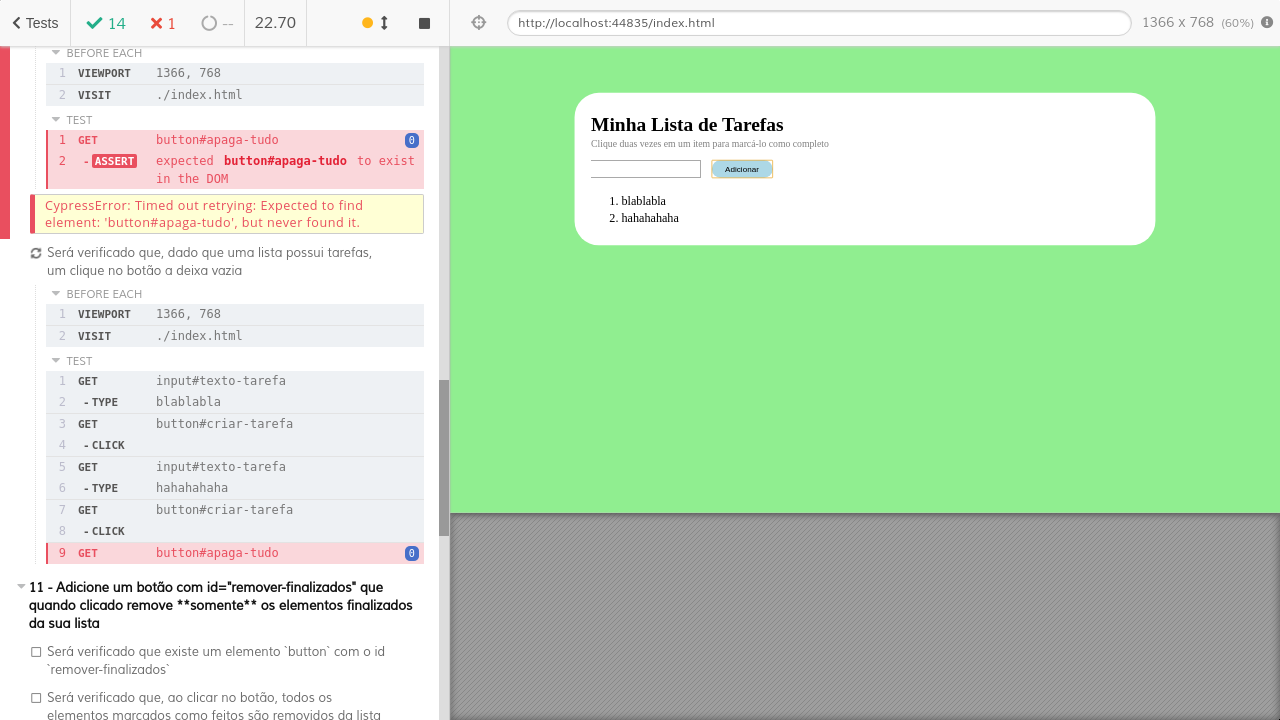 Tests
14
1
--
22.70
http://localhost:44835/index.html
1366 x 768 (60%)
BEFORE EACH
1 VIEWPORT 1366, 768
2 VISIT ./index.html
TEST
1 GET button#apaga-tudo 0
2 -ASSERT expected button#apaga-tudo to exist
in the DOM
CypressError: Timed out retrying: Expected to find
element: 'button#apaga-tudo', but never found it.
Será verificado que, dado que uma lista possui tarefas,
um clique no botão a deixa vazia
BEFORE EACH
1 VIEWPORT 1366, 768
2 VISIT ./index.html
TEST
1 GET input#texto-tarefa
2 -TYPE blablabla
3 GET button#criar-tarefa
4 -CLICK
5 GET input#texto-tarefa
6 -TYPE hahahahaha
7 GET button#criar-tarefa
8 -CLICK
9 GET button#apaga-tudo 0
11 - Adicione um botão com id="remover-finalizados" que
quando clicado remove **somente** os elementos finalizados
da sua lista
Será verificado que existe um elemento `button` com o id
`remover-finalizados`
Será verificado que, ao clicar no botão, todos os
elementos marcados como feitos são removidos da lista
Minha Lista de Tarefas
Clique duas vezes em um item para marcá-lo como completo
Adicionar
1. blablabla
2. hahahahaha